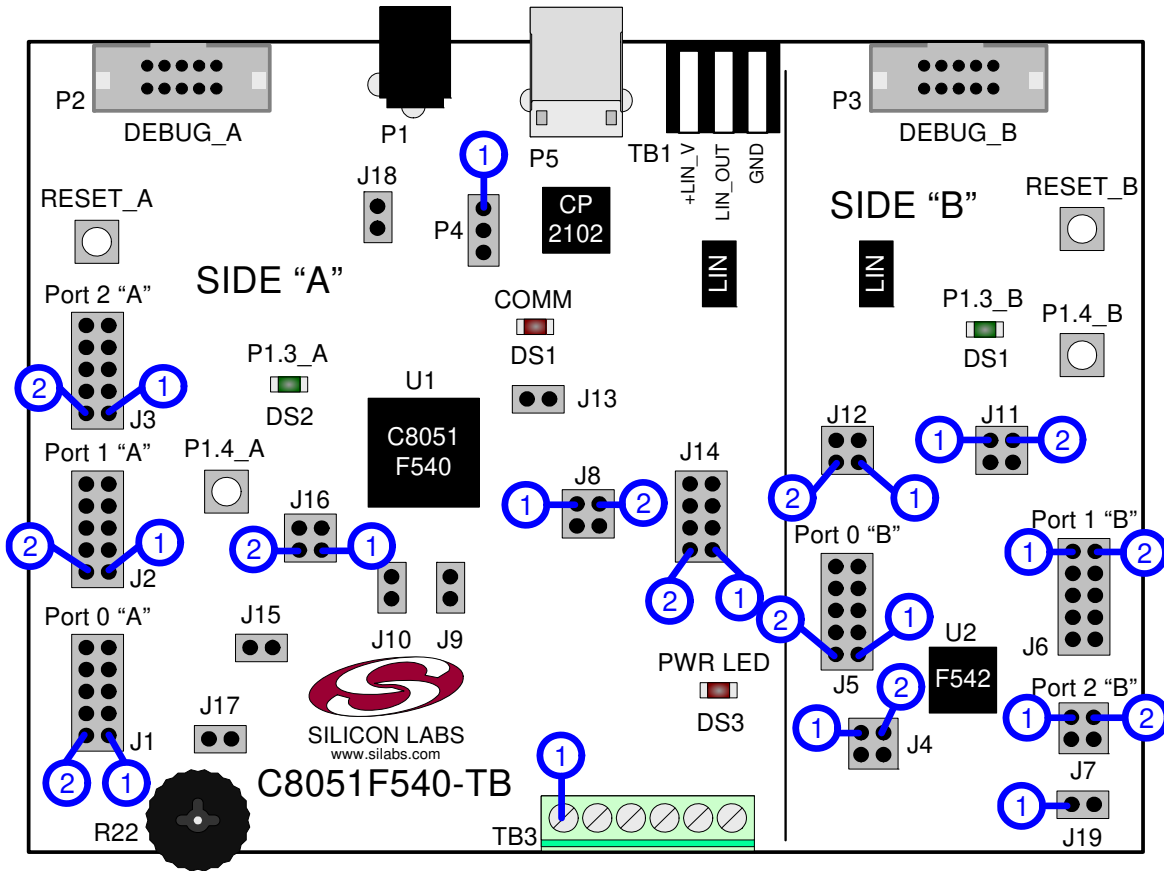 P2
DEBUG_A
P1
P5
TB1
+LIN_V
LIN_OUT
GND
P3
DEBUG_B
1
RESET_A
J18
P4
CP
2102
SIDE “B”
RESET_B
SIDE “A”
LIN
LIN
Port 2 “A”
COMM
DS1
P1.3_B
DS1
P1.4_B
2
1
J3
P1.3_A
DS2
U1
C8051
F540
J13
J12
2
1
J11
1
2
Port 1 “A”
2
1
J2
P1.4_A
J16
2
1
J8
1
2
J14
2
1
Port 0 “B”
2
1
J5
Port 1 “B”
1
2
J6
Port 0 “A”
2
1
J1
J15
J10
J9
J17
SILICON LABS
www.silabs.com
C8051F540-TB
PWR LED
DS3
U2
F542
1
2
J4
Port 2 “B”
1
2
J7
R22
1
TB3
1
J19